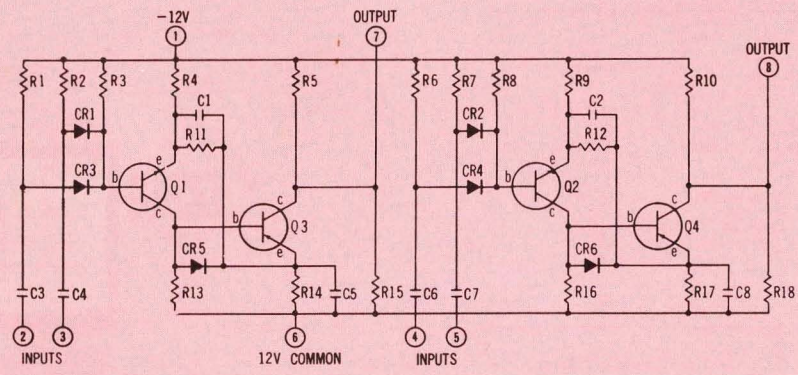 -12V
OUTPUT
1
7
OUTPUT
8
R1
R2
R3
R4
R5
R6
R7
R8
R9
R10
C1
C2
CR1
R11
CR2
R12
CR3
CR4
e
e
b
Q1
b
Q2
c
c
c
c
b
Q3
b
Q4
e
e
CR5
CR6
C3
C4
R13
R14
C5
R15
C6
C7
R16
R17
C8
R18
2
3
6
4
5
INPUTS
12V COMMON
INPUTS